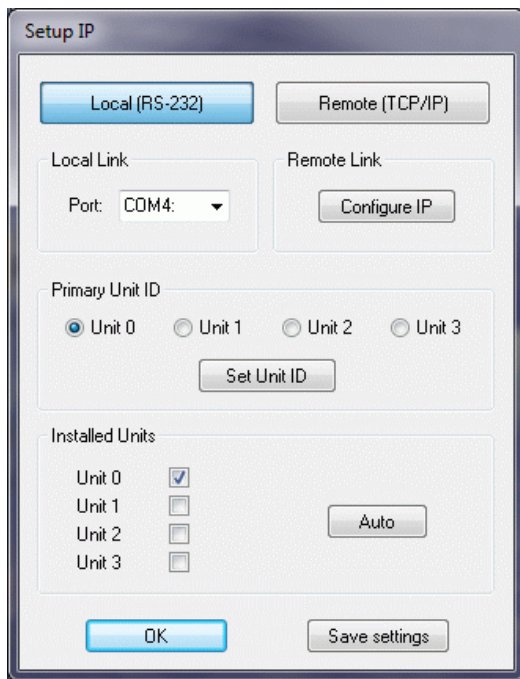 Setup IP
Local (RS-232) Remote (TCP/IP)
Local Link Remote Link
Port: COM4: Configure IP
Primary Unit ID
Unit 0 Unit 1 Unit 2 Unit 3
Set Unit ID
Installed Units
Unit 0
Unit 1
Auto
Unit 2
Unit 3
OK Save settings